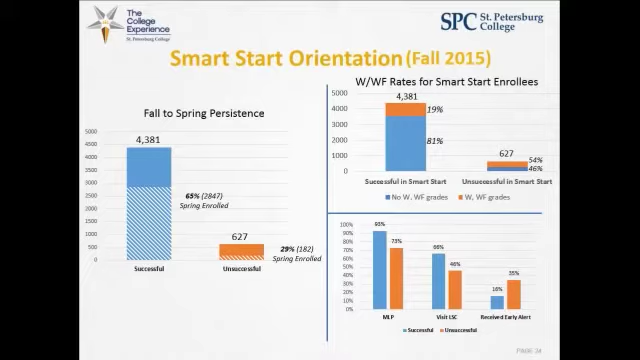 The
College
Experience
St. Petersburg College
SPC St. Petersburg
College
Smart Start Orientation (Fall 2015)
Fall to Spring Persistence
5000
4500
4000
3500
3000
2500
2000
1500
1000
500
0
4,381
65% (2847)
Spring Enrolled
627
29% (182)
Spring Enrolled
Successful
Unsuccessful
W/WF Rates for Smart Start Enrollees
5000
4000
3000
2000
1000
0
4,381
19%
81%
627
54%
46%
Successful in Smart Start
Unsuccessful in Smart Start
No W, WF grades
W, WF grades
100%
90%
80%
70%
60%
50%
40%
30%
20%
10%
0%
93%
73%
66%
46%
16%
35%
MLP
Visit LSC
Received Early Alert
Successful
Unsuccessful